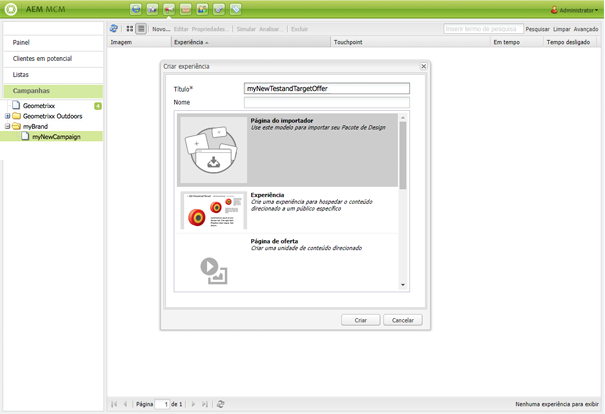 AEM MCM
Administrator
Painel
Clientes em potencial
Listas
Campanhas
Geometrixx
4
Geometrixx Outdoors
myBrand
myNewCampaign
Novo... Editar Propriedades... Simular Analisar... Excluir
Inserir termo de pesquisa Pesquisar Limpar Avançado
Imagem Experiência Touchpoint Em tempo Tempo desligado
Criar experiência
Título* myNewTestandTargetOffer
Nome
Página do importador
Use este modelo para importar seu Pacote de Design
Experiência
Crie uma experiência para hospedar o conteúdo
direcionado a um público específico
Página de oferta
Criar uma unidade de conteúdo direcionado
Criar Cancelar
Página 1 de 1
Nenhuma experiência para exibir